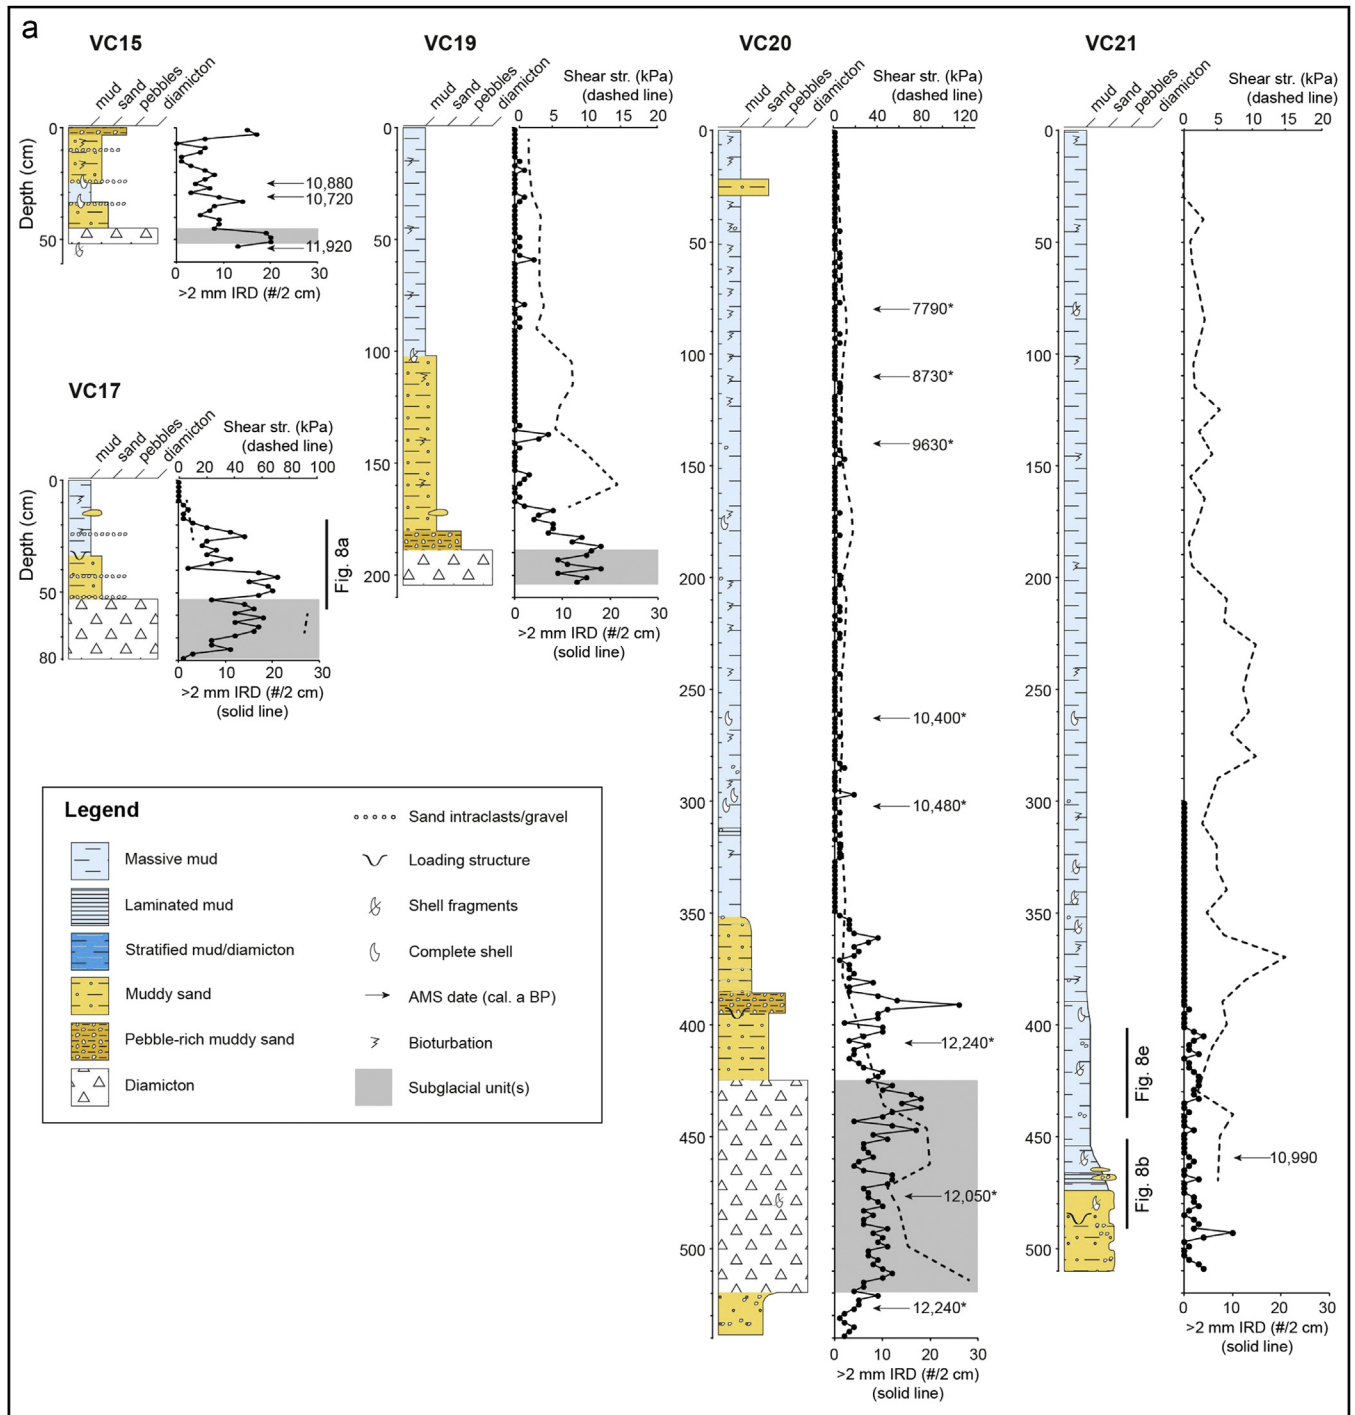 a
VC15
mud
sand
pebbles
diamicton
0
50
Depth (cm)
10,880
10,720
11,920
0 10 20 30
>2 mm IRD (#/2 cm)
VC17
Shear str. (kPa)
(dashed line)
mud
sand
pebbles
diamicton
0 20 40 60 80 100
0
50
80
Depth (cm)
Fig. 8a
0 10 20 30
>2 mm IRD (#/2 cm)
(solid line)
VC19
Shear str. (kPa)
(dashed line)
mud
sand
pebbles
diamicton
0 5 10 15 20
0
50
100
150
200
0 10 20 30
>2 mm IRD (#/2 cm)
(solid line)
VC20
Shear str. (kPa)
(dashed line)
mud
sand
pebbles
diamicton
0 40 80 120
0
50
100
150
200
250
300
350
400
450
500
7790*
8730*
9630*
10,400*
10,480*
12,240*
12,050*
12,240*
0 10 20 30
>2 mm IRD (#/2 cm)
(solid line)
VC21
Shear str. (kPa)
(dashed line)
mud
sand
pebbles
diamicton
0 5 10 15 20
0
50
100
150
200
250
300
350
400
450
500
Fig. 8e
Fig. 8b
10,990
0 10 20 30
>2 mm IRD (#/2 cm)
(solid line)
Legend
Massive mud
Laminated mud
Stratified mud/diamicton
Muddy sand
Pebble-rich muddy sand
Diamicton
Sand intraclasts/gravel
Loading structure
Shell fragments
Complete shell
AMS date (cal. a BP)
Bioturbation
Subglacial unit(s)